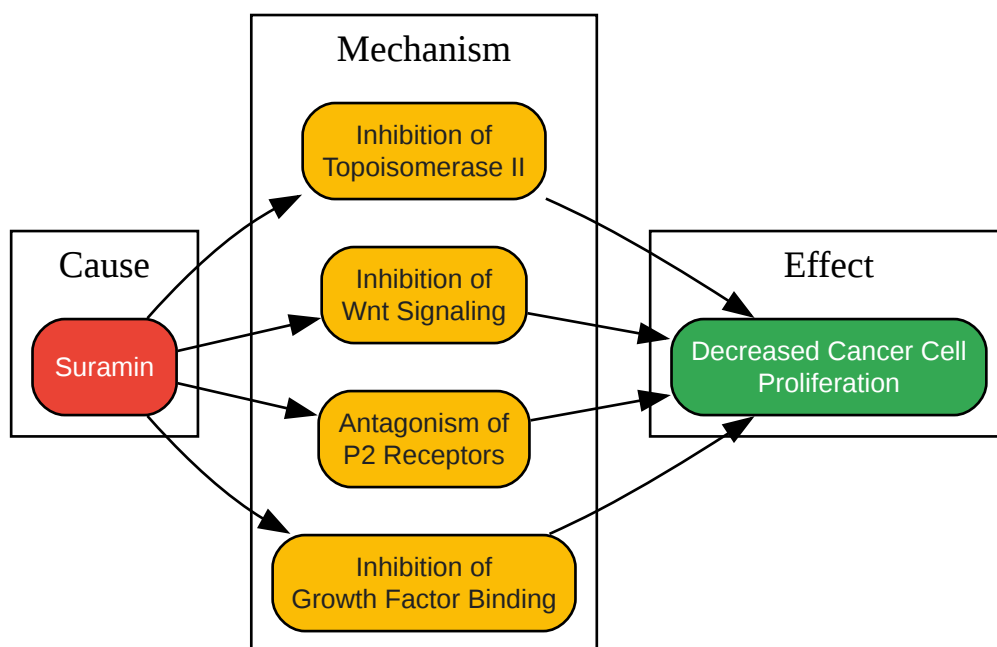 Mechanism
Inhibition of
Topoisomerase II
Cause
Effect
Inhibition of
Wnt Signaling
Suramin
Decreased Cancer Cell
Proliferation
Antagonism of
P2 Receptors
Inhibition of
Growth Factor Binding